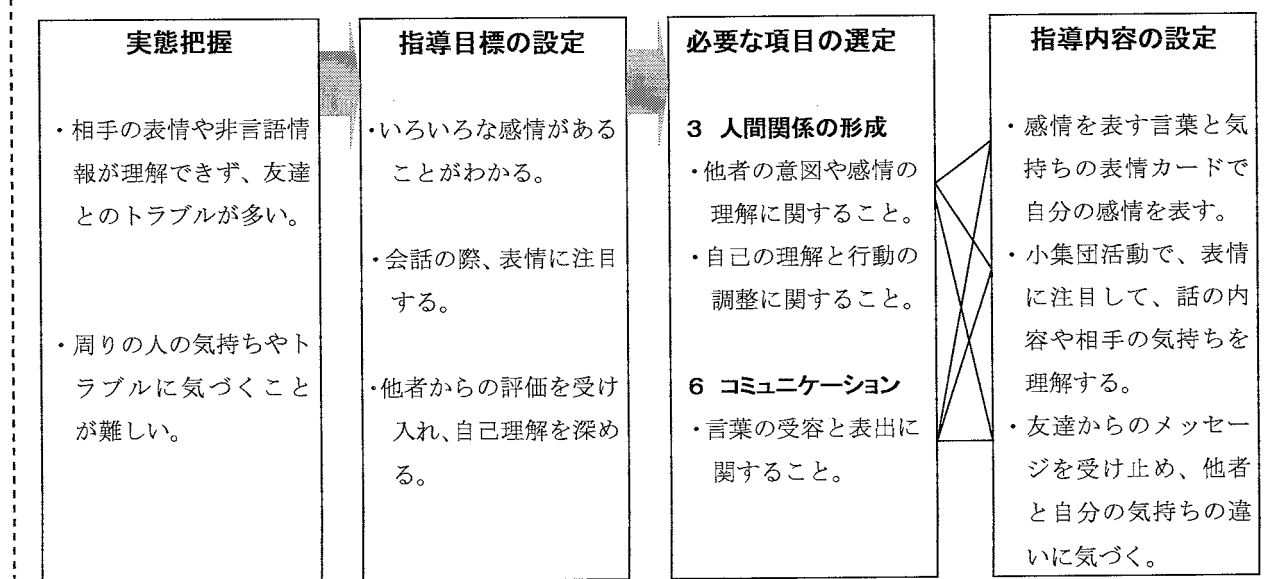 実態把握
・相手の表情や非言語情
報が理解できず、友達
とのトラブルが多い。
・周りの人の気持ちやト
ラブルに気づくこと
が難しい。
指導目標の設定
・いろいろな感情がある
ことがわかる。
・会話の際、表情に注目
する。
・他者からの評価を受け
入れ、自己理解を深め
る。
必要な項目の選定
3 人間関係の形成
・他者の意図や感情の
理解に関すること。
・自己の理解と行動の
調整に関すること。
6 コミュニケーション
・言葉の受容と表出に
関すること。
指導内容の設定
・感情を表す言葉と気
持ちの表情カードで
自分の感情を表す。
・小集団活動で、表情
に注目して、話の内
容や相手の気持ちを
理解する。
・友達からのメッセー
ジを受け止め、他者
と自分の気持ちの違
いに気づく。